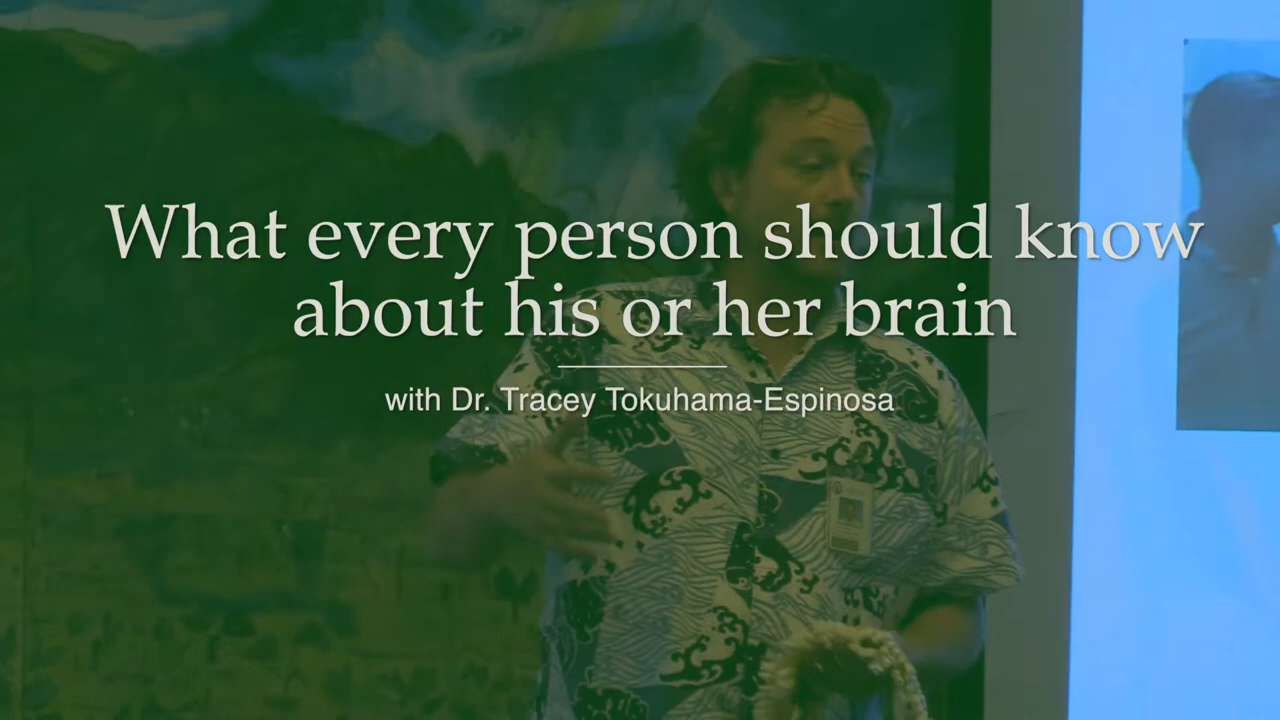 What every person should know
about his or her brain
with Dr. Tracey Tokuhama-Espinosa